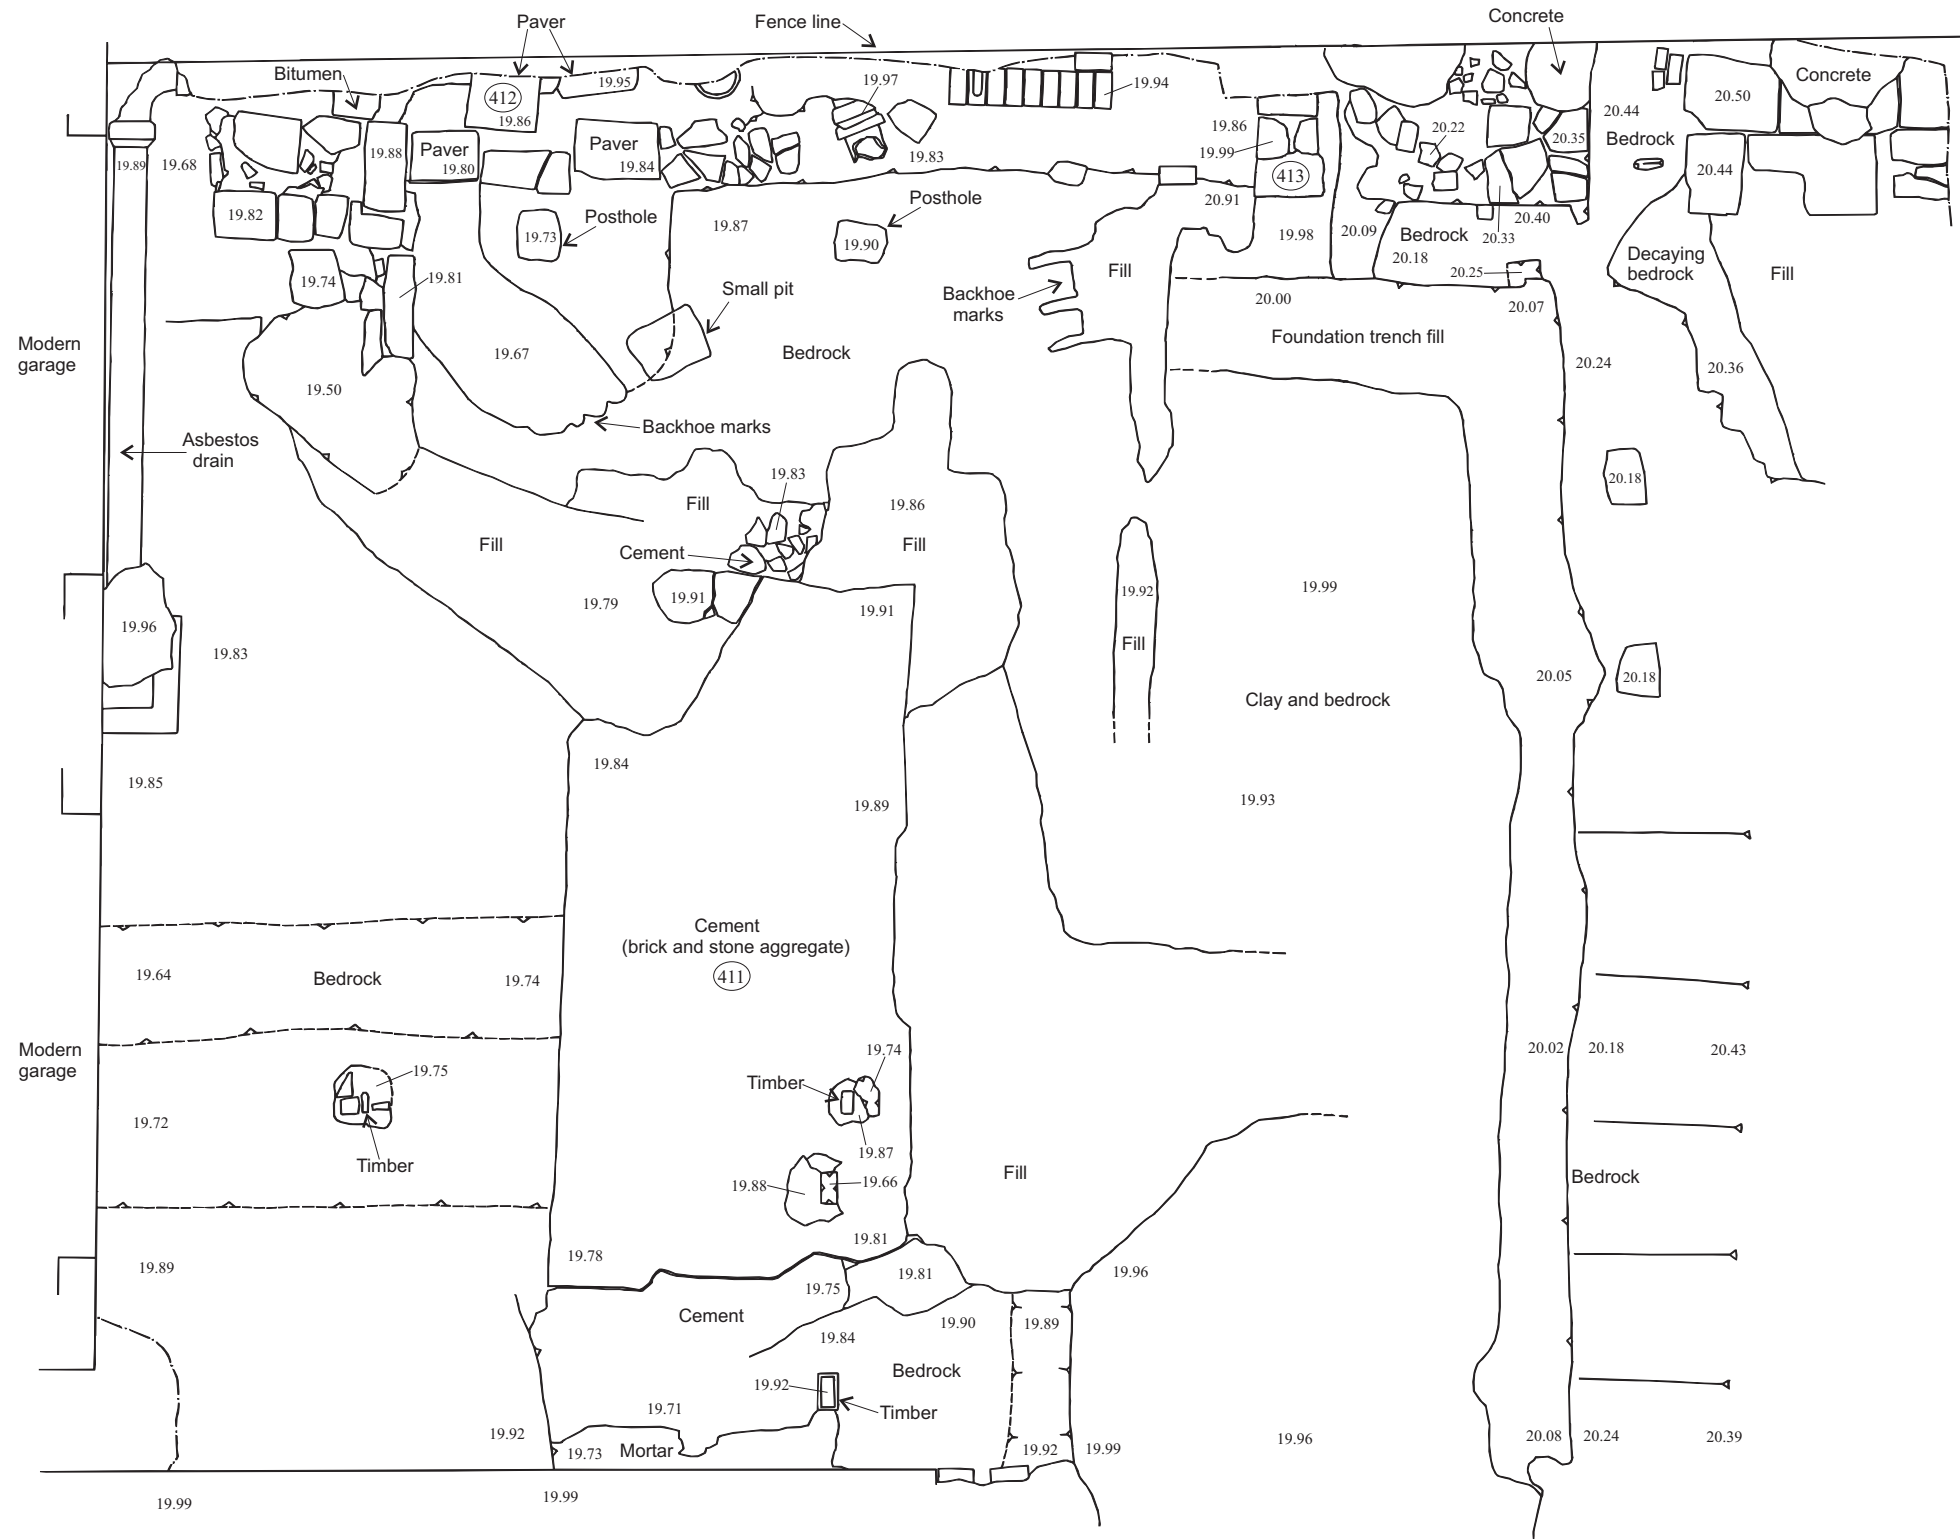 Concrete
Paver
Fence line
Bitumen
19.95
19.97
19.94
Concrete
412
19.86
20.50
20.44
19.86
20.22
20.35
Bedrock
19.89
19.68
19.88
Paver
19.80
Paver
19.84
19.83
19.99
413
20.44
19.82
19.73
Posthole
19.87
Posthole
19.90
20.91
19.98
20.09
Bedrock
20.18
20.40
20.33
20.25
Decaying
bedrock
Fill
19.74
19.81
Small pit
Fill
Backhoe
marks
20.00
20.07
Foundation trench fill
Modern
garage
19.67
Bedrock
20.24
20.36
19.50
Backhoe marks
Asbestos
drain
19.83
20.18
Fill
19.86
Fill
Cement
Fill
19.79
19.91
19.91
19.92
19.99
19.96
19.83
Fill
20.05
20.18
Clay and bedrock
19.84
19.85
19.89
19.93
Cement
(brick and stone aggregate)
411
19.64
Bedrock
19.74
Modern
garage
19.75
19.74
Timber
20.02
20.18
20.43
19.72
Timber
19.87
19.88
19.66
Fill
Bedrock
19.81
19.78
19.89
19.75
19.81
19.96
Cement
19.84
19.90
19.89
Bedrock
19.92
Timber
19.71
19.92
19.73
Mortar
19.92
19.99
19.96
20.08
20.24
20.39
19.99
19.99